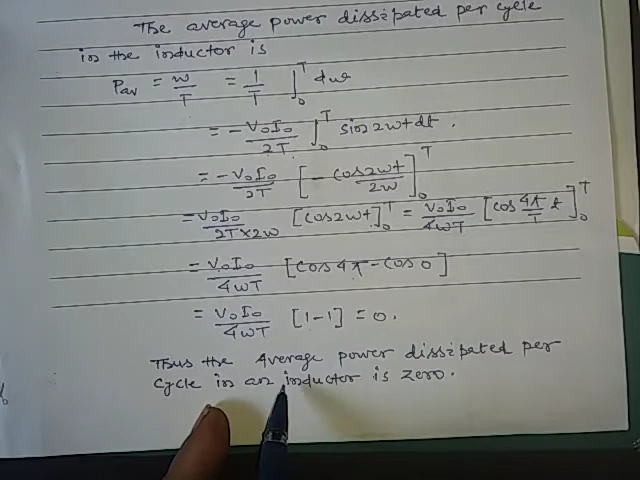 The average power dissipated per cycle
in the inductor is
Pav = w/T = 1/T ∫₀ᵀ dw
= - V₀I₀/2T ∫₀ᵀ sin 2wt dt.
= - V₀I₀/2T [- cos 2wt/2w]₀ᵀ
= V₀I₀/2T×2w [cos 2wt]₀ᵀ = V₀I₀/4wT [cos 4π/T t]₀ᵀ
= V₀I₀/4wT [cos 4π - cos 0]
= V₀I₀/4wT [1-1] = 0.
Thus the Average power dissipated per
cycle in an inductor is zero.